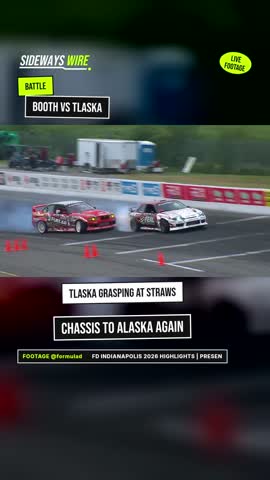 SIDEWAYS WIRE
LIVE
FOOTAGE
BATTLE
BOOTH VS TLASKA
TLASKA GRASPING AT STRAWS
CHASSIS TO ALASKA AGAIN
FOOTAGE @formulad FD INDIANAPOLIS 2026 HIGHLIGHTS | PRESEN